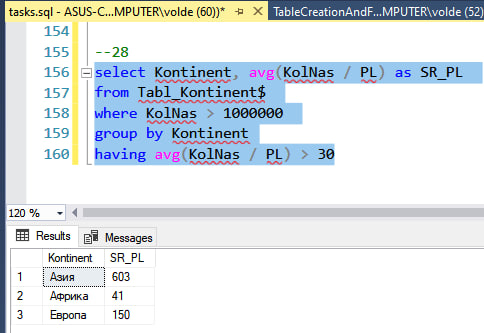 tasks.sql - ASUS-C...MPUTER\volde (60))* TableCreationAndF...MPUTER\volde (52)
154
155 --28
156 select Kontinent, avg(KolNas / PL) as SR_PL
157 from Tabl_Kontinent$
158 where KolNas > 1000000
159 group by Kontinent
160 having avg(KolNas / PL) > 30
120 %
Results Messages
Kontinent SR_PL
1 Азия 603
2 Африка 41
3 Европа 150